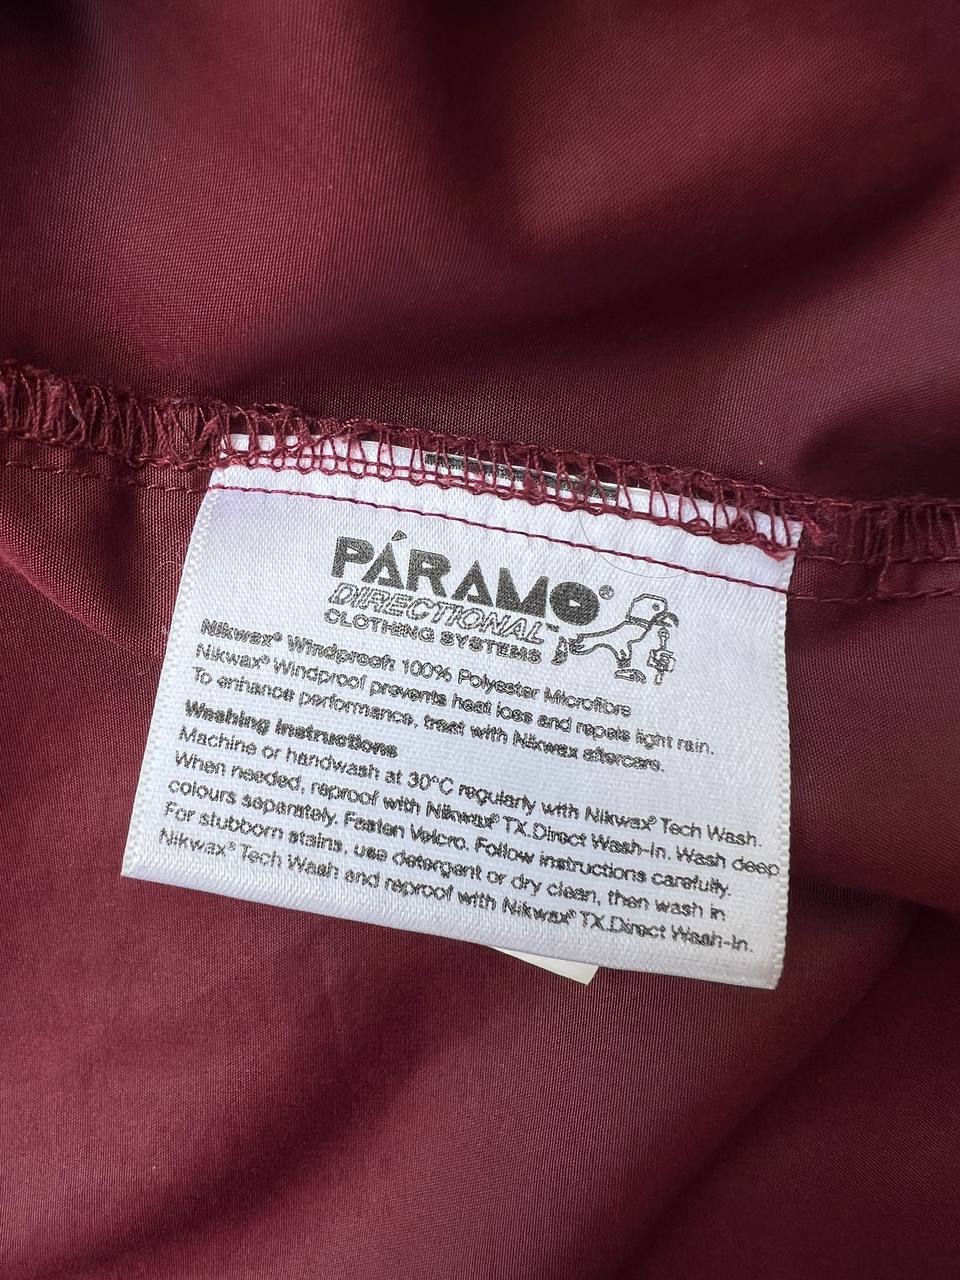 PÁRAMO®
DIRECTIONAL™
CLOTHING SYSTEMS
Nikwax® Windproof: 100% Polyester Microfibre
Nikwax® Windproof prevents heat loss and repels light rain.
To enhance performance, treat with Nikwax aftercare.
Washing Instructions
Machine or handwash at 30°C regularly with Nikwax® Tech Wash.
When needed, reproof with Nikwax® TX.Direct Wash-In. Wash deep
colours separately. Fasten Velcro. Follow instructions carefully.
For stubborn stains, use detergent or dry clean, then wash in
Nikwax® Tech Wash and reproof with Nikwax® TX.Direct Wash-In.